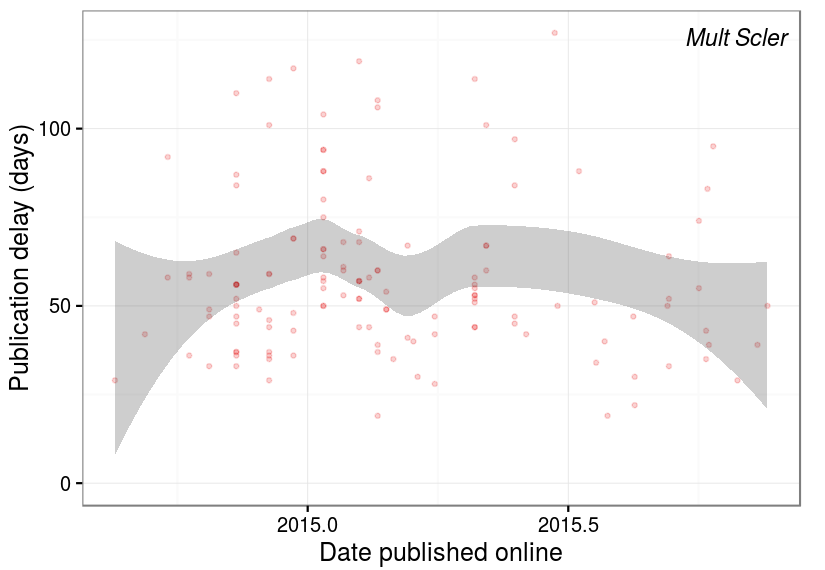 Mult Scler
Publication delay (days)
100
50
0
2015.0
2015.5
Date published online